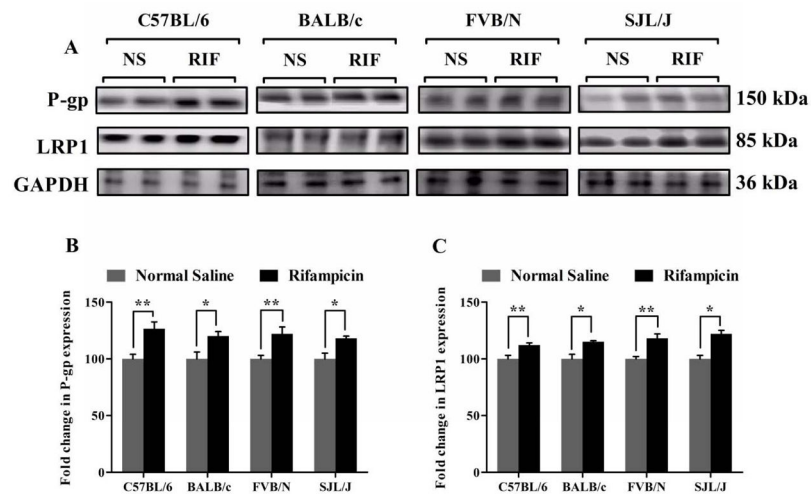 C57BL/6 BALB/c FVB/N SJL/J
A
NS RIF NS RIF NS RIF NS RIF
P-gp 150 kDa
LRP1 85 kDa
GAPDH 36 kDa
B
Normal Saline Rifampicin
Fold change in P-gp expression
150
100
50
0
** * ** *
C57BL/6 BALB/c FVB/N SJL/J
C
Normal Saline Rifampicin
Fold change in LRP1 expression
150
100
50
0
** * ** *
C57BL/6 BALB/c FVB/N SJL/J